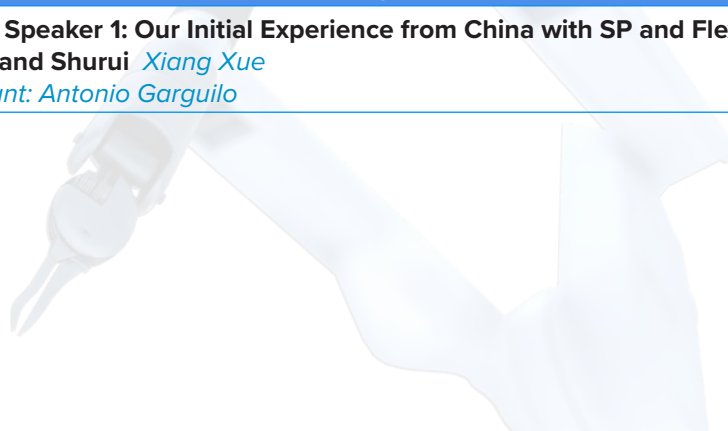 Speaker 1: Our Initial Experience from China with SP and Fle
and Shurui Xiang Xue
nt: Antonio Garguilo